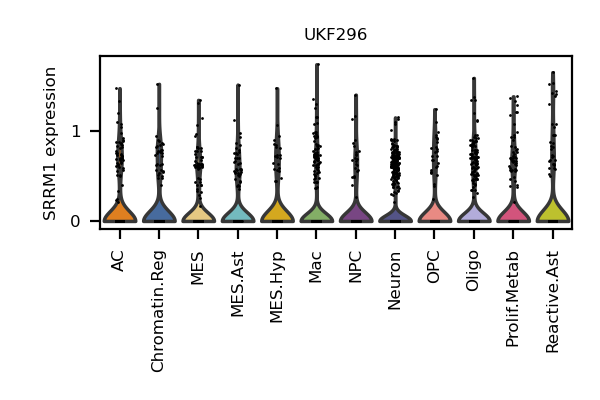 UKF296
SRRM1 expression
1
0
AC
Chromatin.Reg
MES
MES.Ast
MES.Hyp
Mac
NPC
Neuron
OPC
Oligo
Prolif.Metab
Reactive.Ast